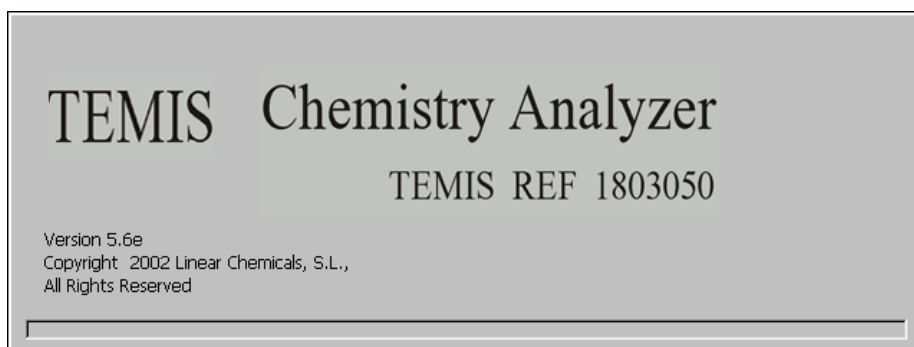 TEMIS Chemistry Analyzer
TEMIS REF 1803050
Version 5.6e
Copyright 2002 Linear Chemicals, S.L.,
All Rights Reserved